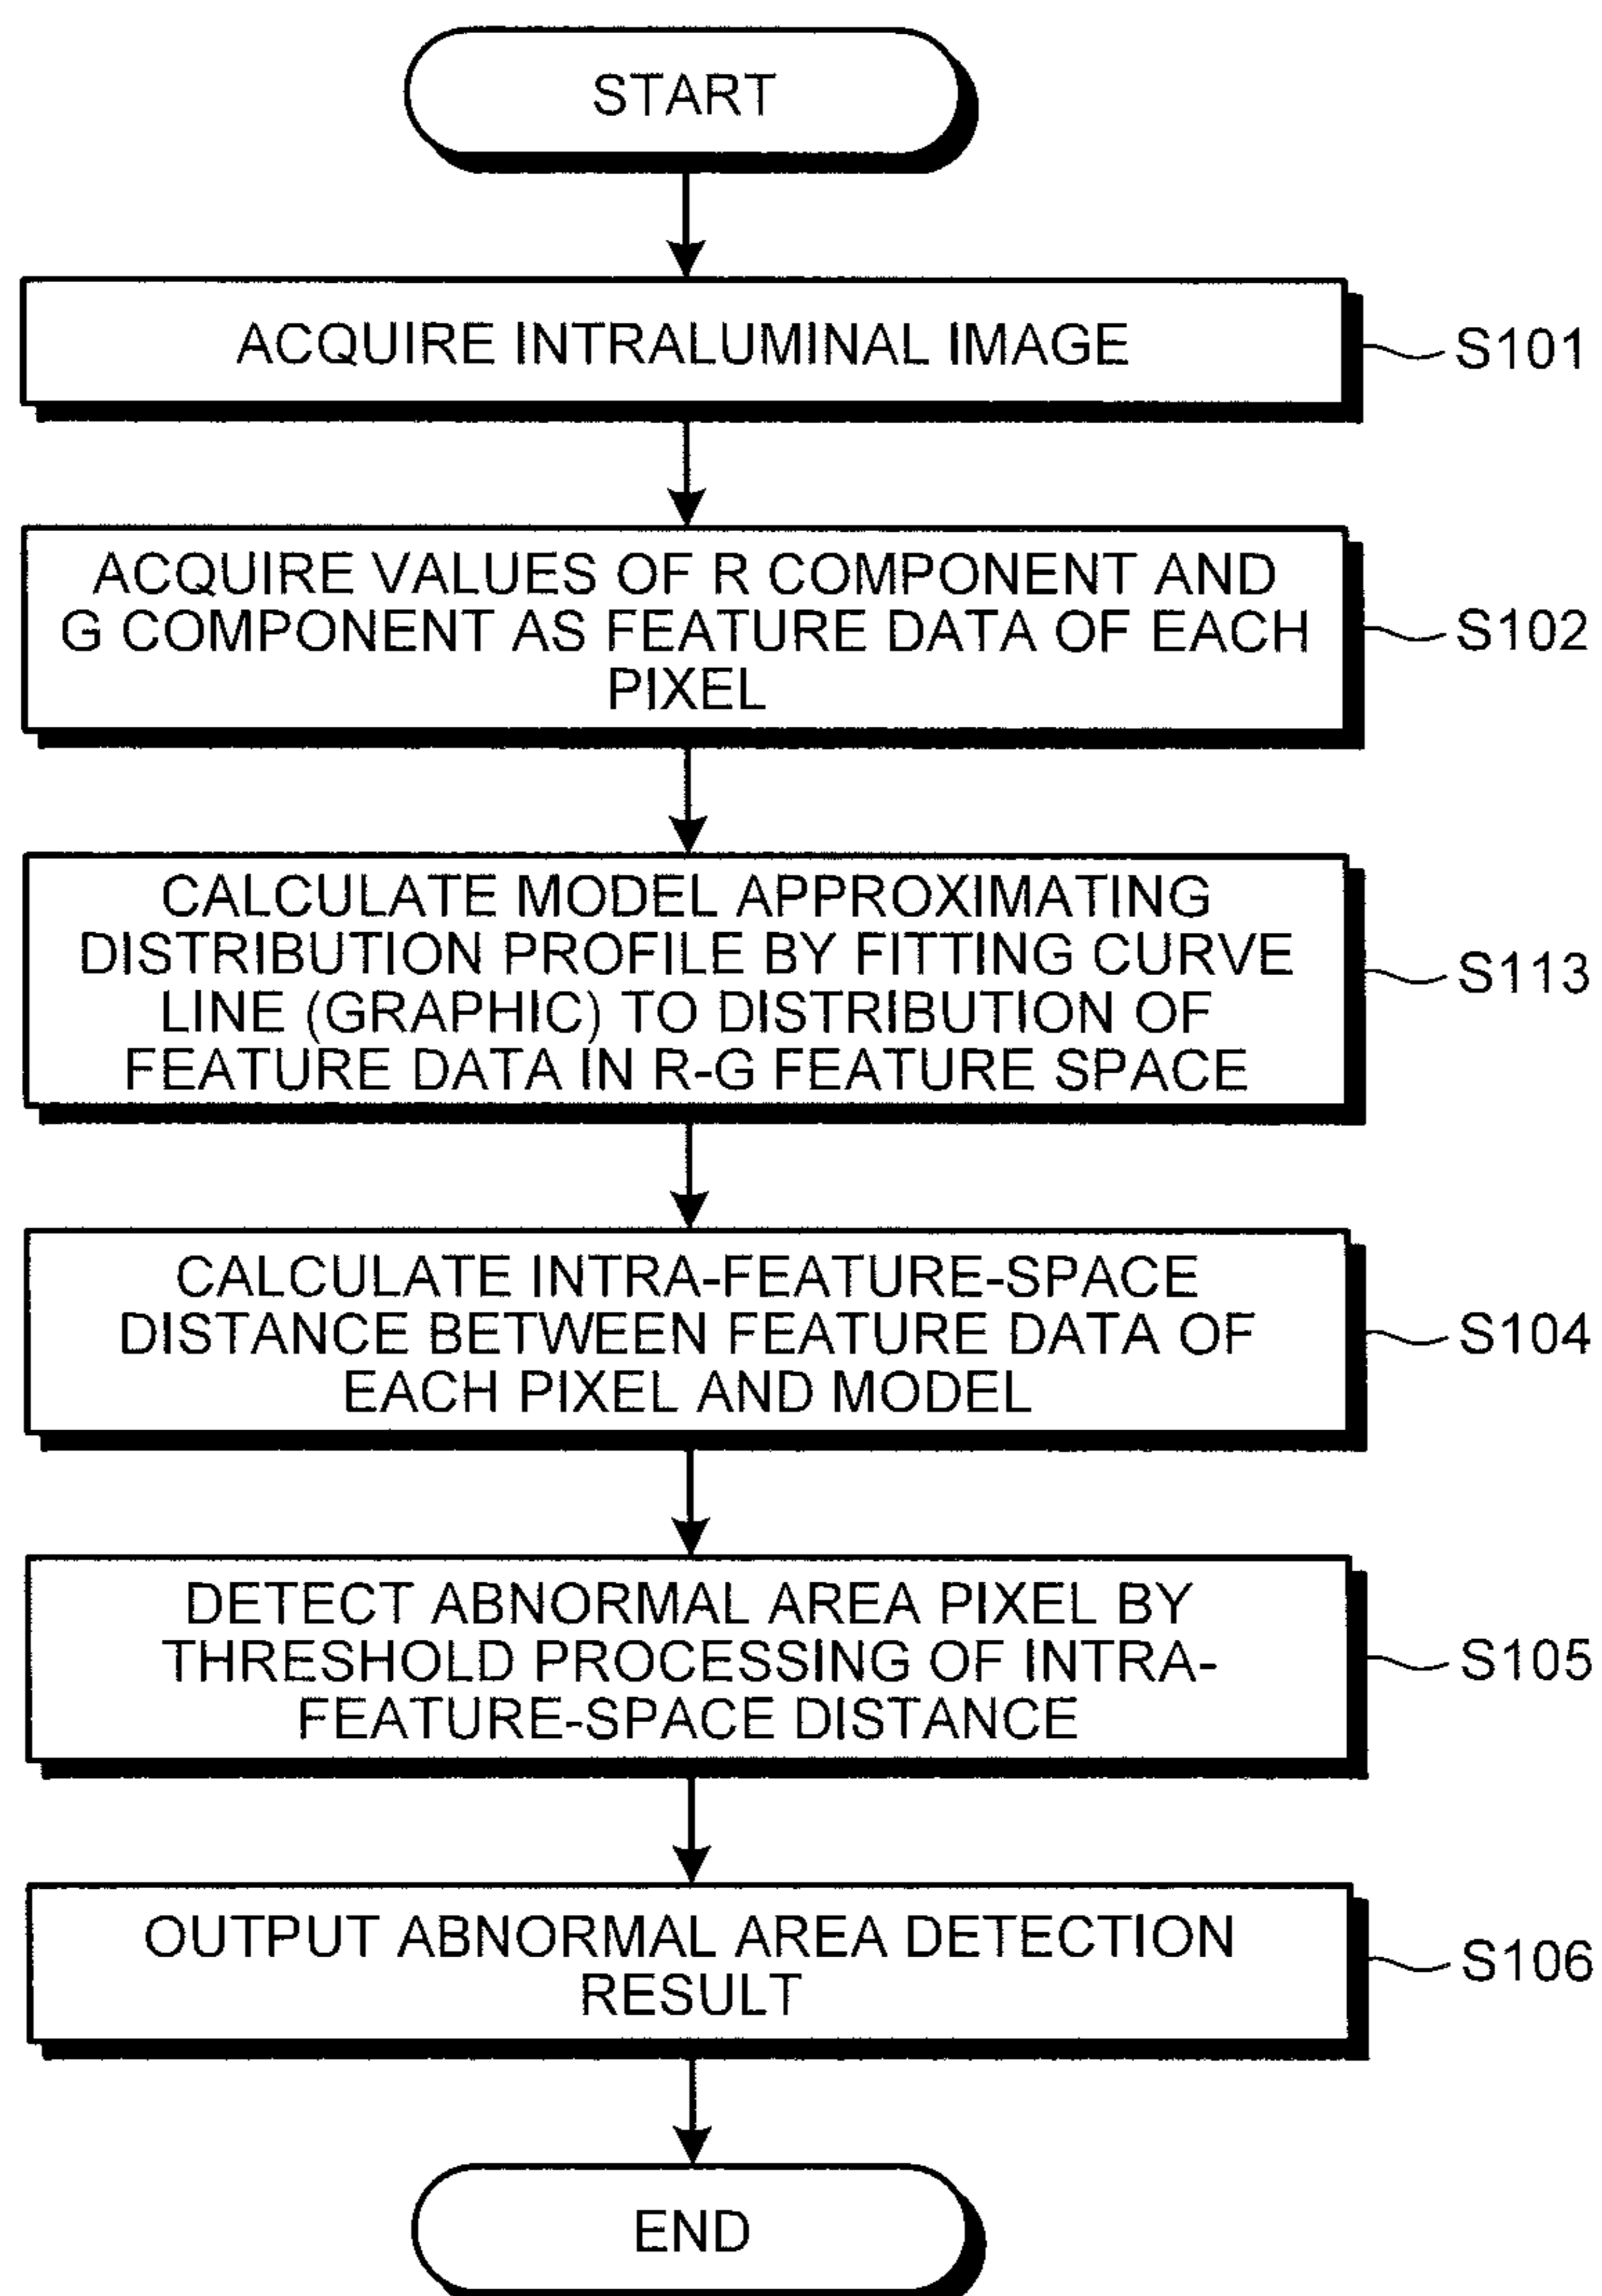 START
ACQUIRE INTRALUMINAL IMAGE
S101
ACQUIRE VALUES OF R COMPONENT AND
G COMPONENT AS FEATURE DATA OF EACH
PIXEL
S102
CALCULATE MODEL APPROXIMATING
DISTRIBUTION PROFILE BY FITTING CURVE
LINE (GRAPHIC) TO DISTRIBUTION OF
FEATURE DATA IN R-G FEATURE SPACE
S113
CALCULATE INTRA-FEATURE-SPACE
DISTANCE BETWEEN FEATURE DATA OF
EACH PIXEL AND MODEL
S104
DETECT ABNORMAL AREA PIXEL BY
THRESHOLD PROCESSING OF INTRA-
FEATURE-SPACE DISTANCE
S105
OUTPUT ABNORMAL AREA DETECTION
RESULT
S106
END